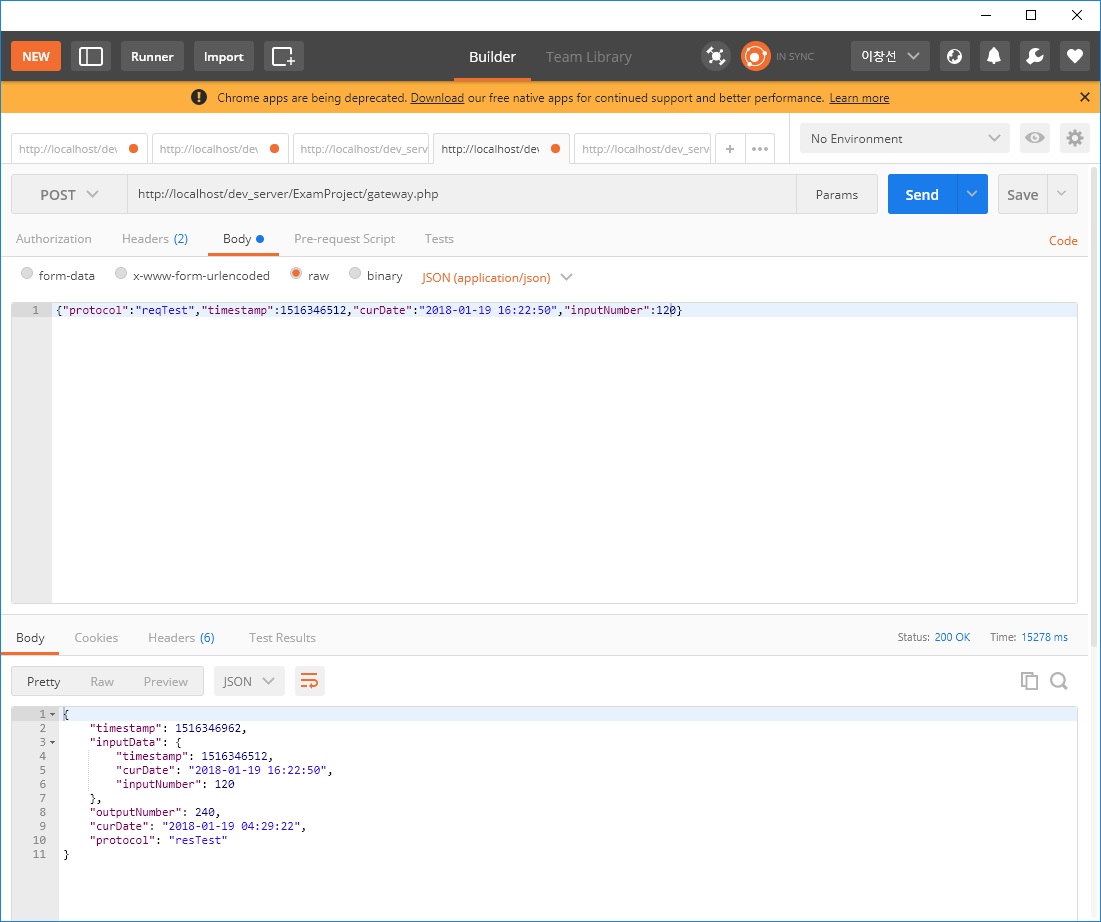 NEW Runner Import Builder Team Library IN SYNC 이창선
Chrome apps are being deprecated. Download our free native apps for continued support and better performance. Learn more
http://localhost/dev http://localhost/dev http://localhost/dev_serv http://localhost/dev http://localhost/dev_serv + ••• No Environment
POST http://localhost/dev_server/ExamProject/gateway.php Params Send Save
Authorization Headers (2) Body Pre-request Script Tests Code
form-data x-www-form-urlencoded raw binary JSON (application/json)
1 {"protocol":"reqTest","timestamp":1516346512,"curDate":"2018-01-19 16:22:50","inputNumber":120}
Body Cookies Headers (6) Test Results Status: 200 OK Time: 15278 ms
Pretty Raw Preview JSON
1 {
2 "timestamp": 1516346962,
3 "inputData": {
4 "timestamp": 1516346512,
5 "curDate": "2018-01-19 16:22:50",
6 "inputNumber": 120
7 },
8 "outputNumber": 240,
9 "curDate": "2018-01-19 04:29:22",
10 "protocol": "resTest"
11 }